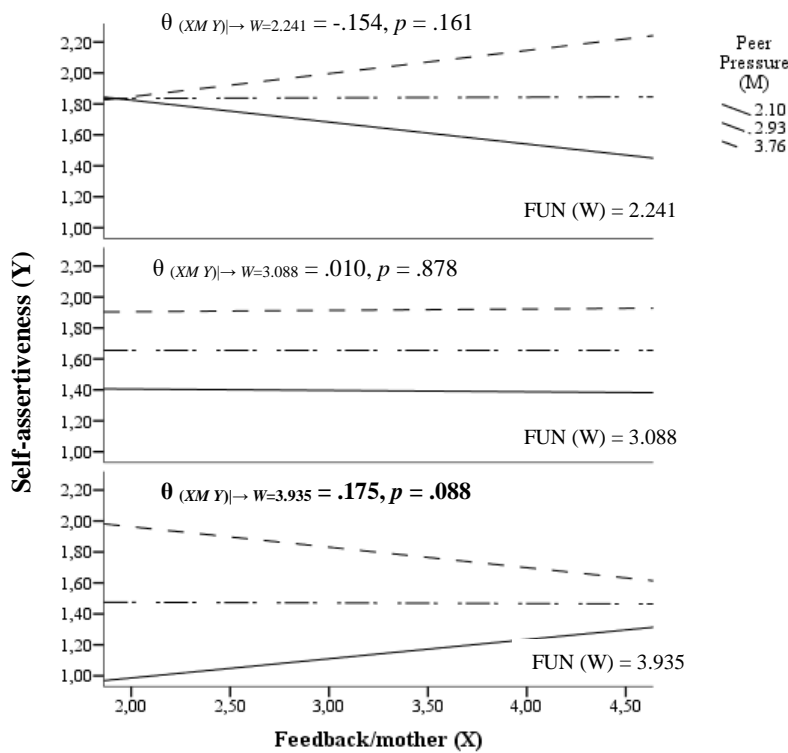 θ (XM Y)|→ W=2.241 = -.154, p = .161
2,20
2,00
1,80
1,60
1,40
1,20
1,00
FUN (W) = 2.241
Peer
Pressure
(M)
2.10
2.93
3.76
θ (XM Y)|→ W=3.088 = .010, p = .878
2,20
2,00
1,80
1,60
1,40
1,20
1,00
FUN (W) = 3.088
Self-assertiveness (Y)
θ (XM Y)|→ W=3.935 = .175, p = .088
2,20
2,00
1,80
1,60
1,40
1,20
1,00
FUN (W) = 3.935
2,00 2,50 3,00 3,50 4,00 4,50
Feedback/mother (X)